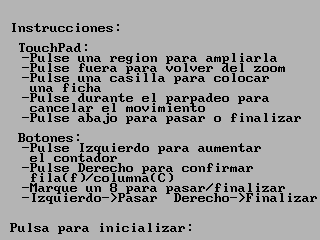 Instrucciones:
TouchPad:
-Pulse una region para ampliarla
-Pulse fuera para volver del zoom
-Pulse una casilla para colocar
una ficha
-Pulse durante el parpadeo para
cancelar el movimiento
-Pulse abajo para pasar o finalizar
Botones:
-Pulse Izquierdo para aumentar
el contador
-Pulse Derecho para confirmar
fila(f)/columna(C)
-Marque un 8 para pasar/finalizar
-Izquierdo->Pasar Derecho->Finalizar
Pulsa para inicializar: